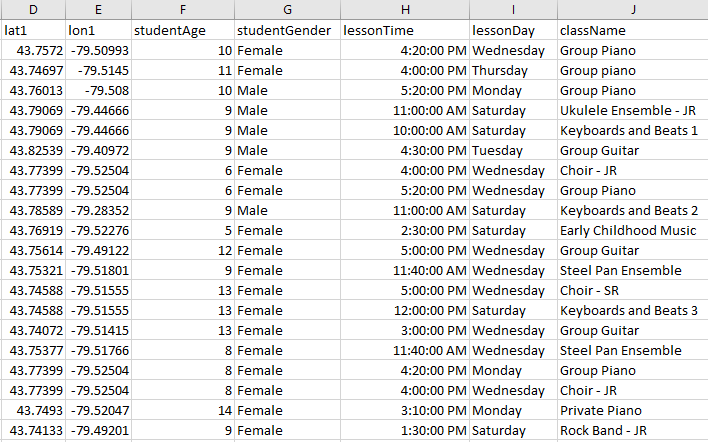 D E F G H I J
lat1 lon1 studentAge studentGender lessonTime lessonDay className
43.7572 -79.50993 10 Female 4:20:00 PM Wednesday Group Piano
43.74697 -79.5145 11 Female 4:00:00 PM Thursday Group piano
43.76013 -79.508 10 Male 5:20:00 PM Monday Group Piano
43.79069 -79.44666 9 Male 11:00:00 AM Saturday Ukulele Ensemble - JR
43.79069 -79.44666 9 Male 10:00:00 AM Saturday Keyboards and Beats 1
43.82539 -79.40972 9 Male 4:30:00 PM Tuesday Group Guitar
43.77399 -79.52504 6 Female 4:00:00 PM Wednesday Choir - JR
43.77399 -79.52504 6 Female 5:20:00 PM Wednesday Group Piano
43.78589 -79.28352 9 Male 11:00:00 AM Saturday Keyboards and Beats 2
43.76919 -79.52276 5 Female 2:30:00 PM Saturday Early Childhood Music
43.75614 -79.49122 12 Female 5:00:00 PM Wednesday Group Guitar
43.75321 -79.51801 9 Female 11:40:00 AM Wednesday Steel Pan Ensemble
43.74588 -79.51555 13 Female 5:00:00 PM Wednesday Choir - SR
43.74588 -79.51555 13 Female 12:00:00 PM Saturday Keyboards and Beats 3
43.74072 -79.51415 13 Female 3:00:00 PM Wednesday Group Guitar
43.75377 -79.51766 8 Female 11:40:00 AM Wednesday Steel Pan Ensemble
43.77399 -79.52504 8 Female 4:20:00 PM Monday Group Piano
43.77399 -79.52504 8 Female 4:00:00 PM Wednesday Choir - JR
43.7493 -79.52047 14 Female 3:10:00 PM Monday Private Piano
43.74133 -79.49201 9 Female 1:30:00 PM Saturday Rock Band - JR